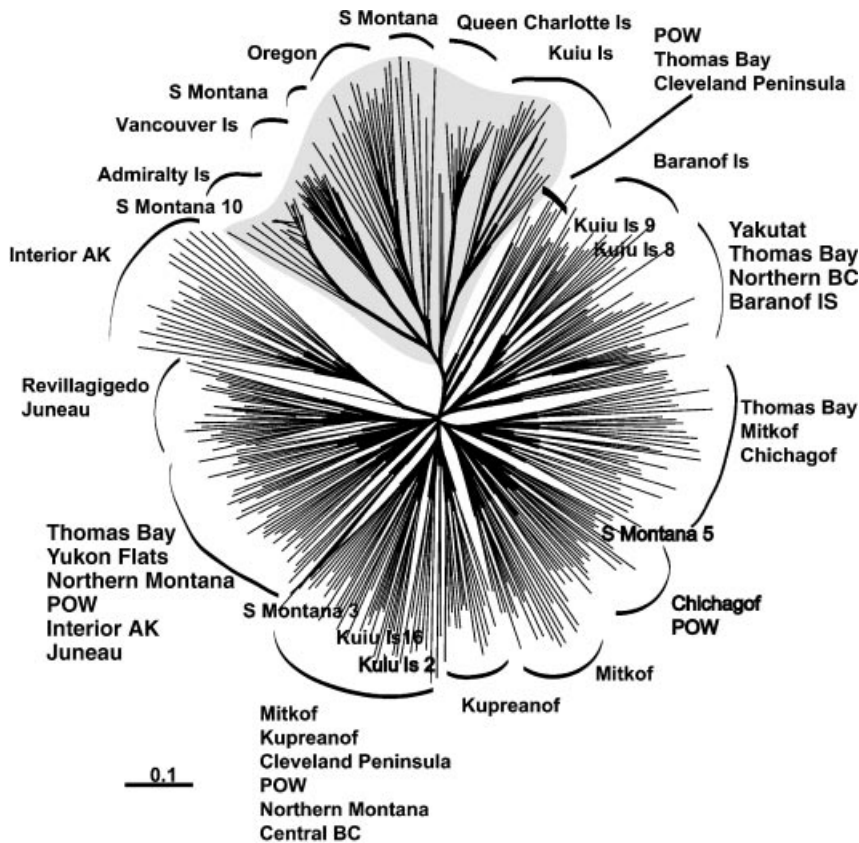 S Montana
Queen Charlotte Is
Oregon
Kuiu Is
POW
Thomas Bay
Cleveland Peninsula
S Montana
Vancouver Is
Admiralty Is
S Montana 10
Baranof Is
Interior AK
Kuiu Is 9
Kuiu Is 8
Yakutat
Thomas Bay
Northern BC
Baranof IS
Revillagigedo
Juneau
Thomas Bay
Mitkof
Chichagof
S Montana 5
Thomas Bay
Yukon Flats
Northern Montana
POW
Interior AK
Juneau
S Montana 3
Kuiu Is16
Kulu Is 2
Chichagof
POW
Mitkof
Kupreanof
Mitkof
Kupreanof
Cleveland Peninsula
POW
Northern Montana
Central BC
0.1